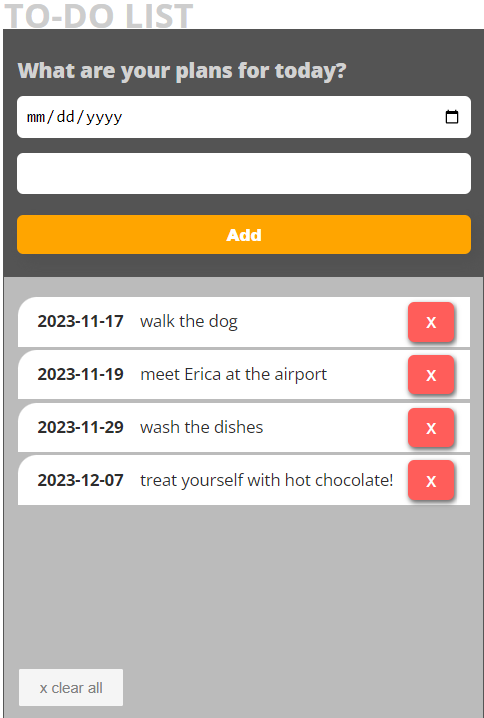 TO-DO LIST
What are your plans for today?
mm/dd/yyyy
Add
2023-11-17 walk the dog X
2023-11-19 meet Erica at the airport X
2023-11-29 wash the dishes X
2023-12-07 treat yourself with hot chocolate! X
x clear all